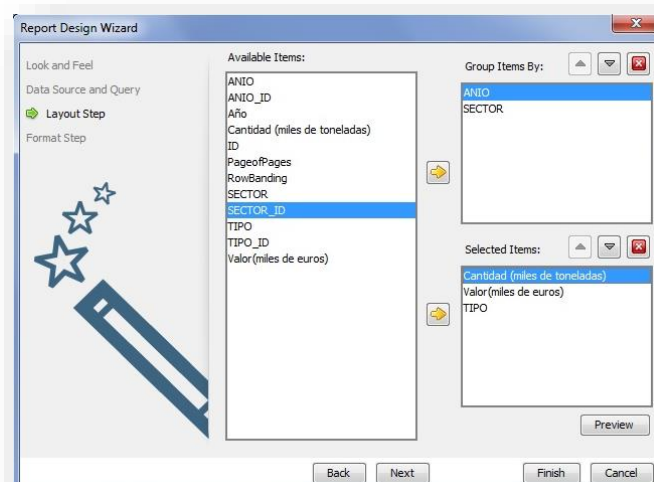 Report Design Wizard
Look and Feel
Data Source and Query
Layout Step
Format Step
Available Items:
ANIO
ANIO_ID
Año
Cantidad (miles de toneladas)
ID
PageofPages
RowBanding
SECTOR
SECTOR_ID
TIPO
TIPO_ID
Valor(miles de euros)
Group Items By:
ANIO
SECTOR
Selected Items:
Cantidad (miles de toneladas)
Valor(miles de euros)
TIPO
Preview
Back Next Finish Cancel